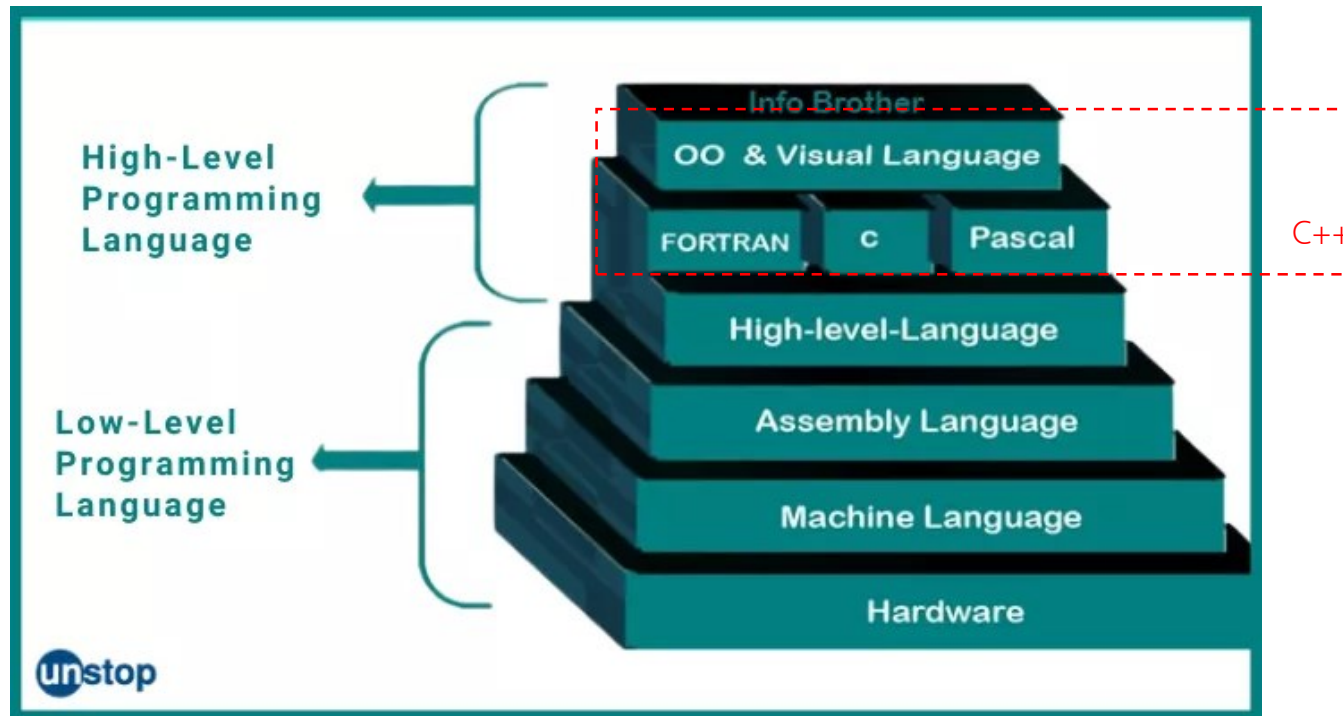 Info Brother
OO & Visual Language
High-Level
Programming
Language
FORTRAN
c
Pascal
C++
High-level-Language
Low-Level
Programming
Language
Assembly Language
Machine Language
Hardware
unstop